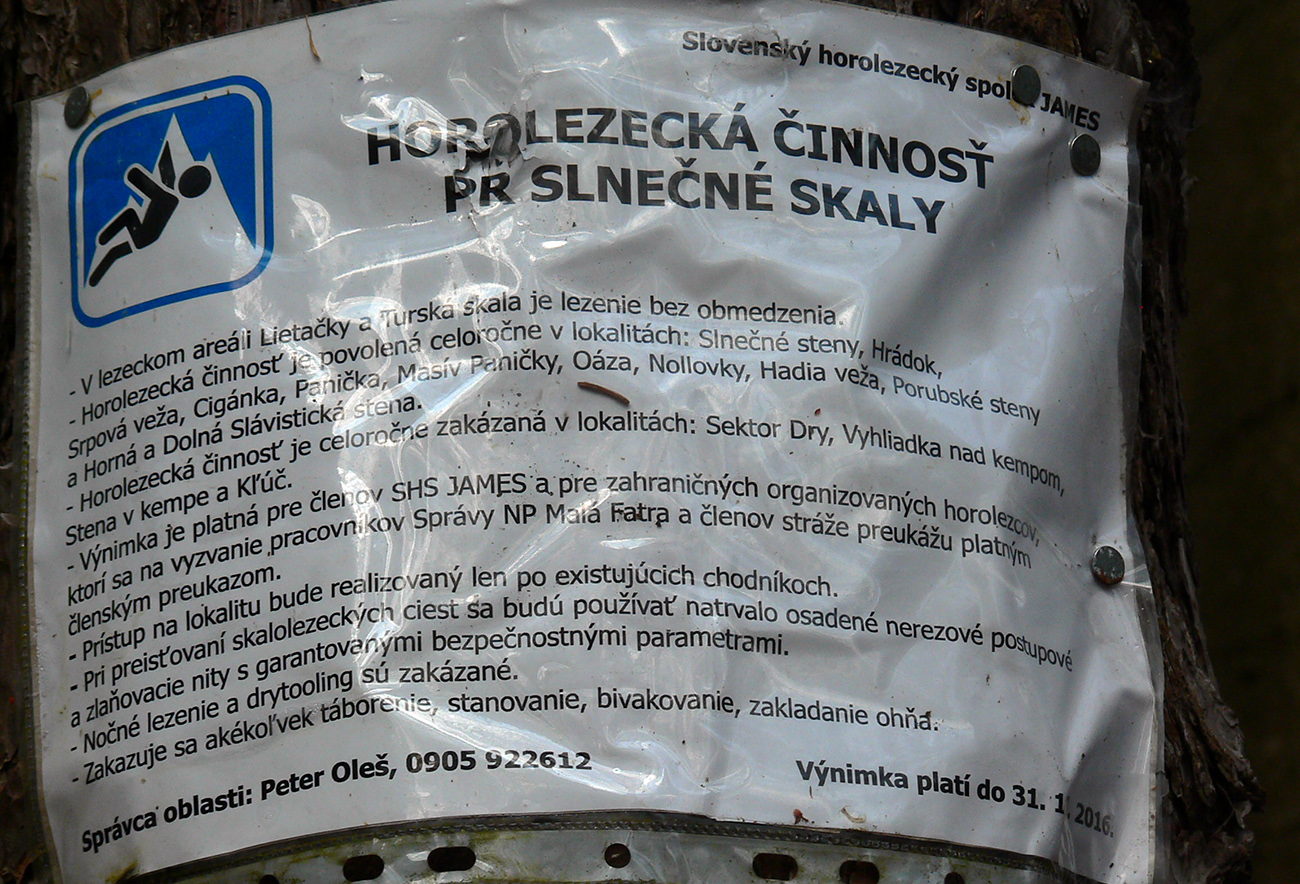 Slovenský horolezecký spolok JAMES
HOROLEZECKÁ ČINNOSŤ
PR SLNEČNÉ SKALY
- V lezeckom areáli Lietačky a Turská skala je lezenie bez obmedzenia.
- Horolezecká činnosť je povolená celoročne v lokalitách: Slnečné steny, Hrádok,
Srpová veža, Cigánka, Panička, Masív Paničky, Oáza, Nollovky, Hadia veža, Porubské steny
a Horná a Dolná Slávistická stena.
- Horolezecká činnosť je celoročne zakázaná v lokalitách: Sektor Dry, Vyhliadka nad kempom,
Stena v kempe a Kľúč.
- Výnimka je platná pre členov SHS JAMES a pre zahraničných organizovaných horolezcov,
ktorí sa na vyzvanie pracovníkov Správy NP Malá Fatra a členov stráže preukážu platným
členským preukazom.
- Prístup na lokalitu bude realizovaný len po existujúcich chodníkoch.
- Pri preisťovaní skalolezeckých ciest sa budú používať natrvalo osadené nerezové postupové
a zlaňovacie nity s garantovanými bezpečnostnými parametrami.
- Nočné lezenie a drytooling sú zakázané.
- Zakazuje sa akékoľvek táborenie, stanovanie, bivakovanie, zakladanie ohňa.
Správca oblasti: Peter Oleš, 0905 922612
Výnimka platí do 31. 2016.